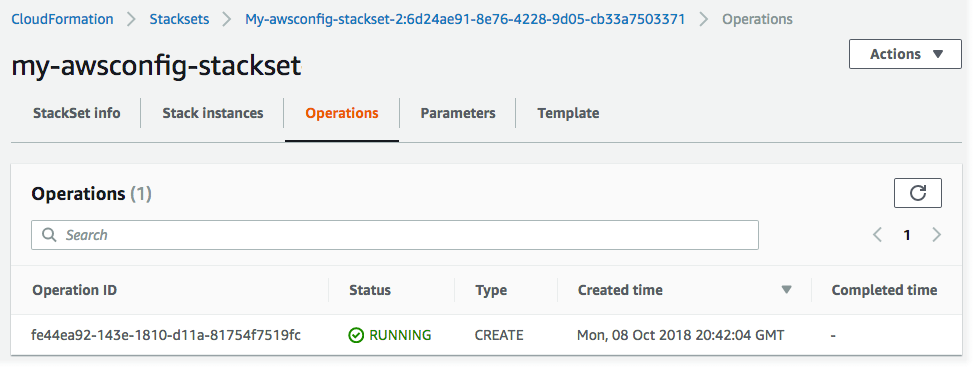 CloudFormation > Stacksets > My-awsconfig-stackset-2:6d24ae91-8e76-4228-9d05-cb33a7503371 > Operations
my-awsconfig-stackset
Actions
StackSet info Stack instances Operations Parameters Template
Operations (1)
Search
1
Operation ID Status Type Created time Completed time
fe44ea92-143e-1810-d11a-81754f7519fc RUNNING CREATE Mon, 08 Oct 2018 20:42:04 GMT -